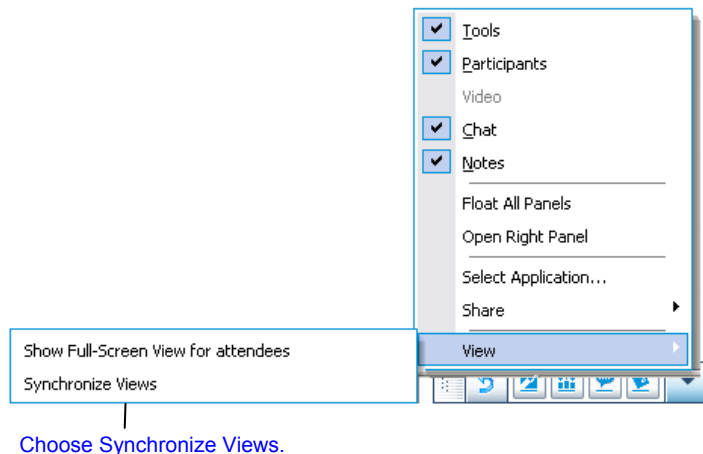 Tools
Participants
Video
Chat
Notes
Float All Panels
Open Right Panel
Select Application...
Share
View
Show Full-Screen View for attendees
Synchronize Views
Choose Synchronize Views.